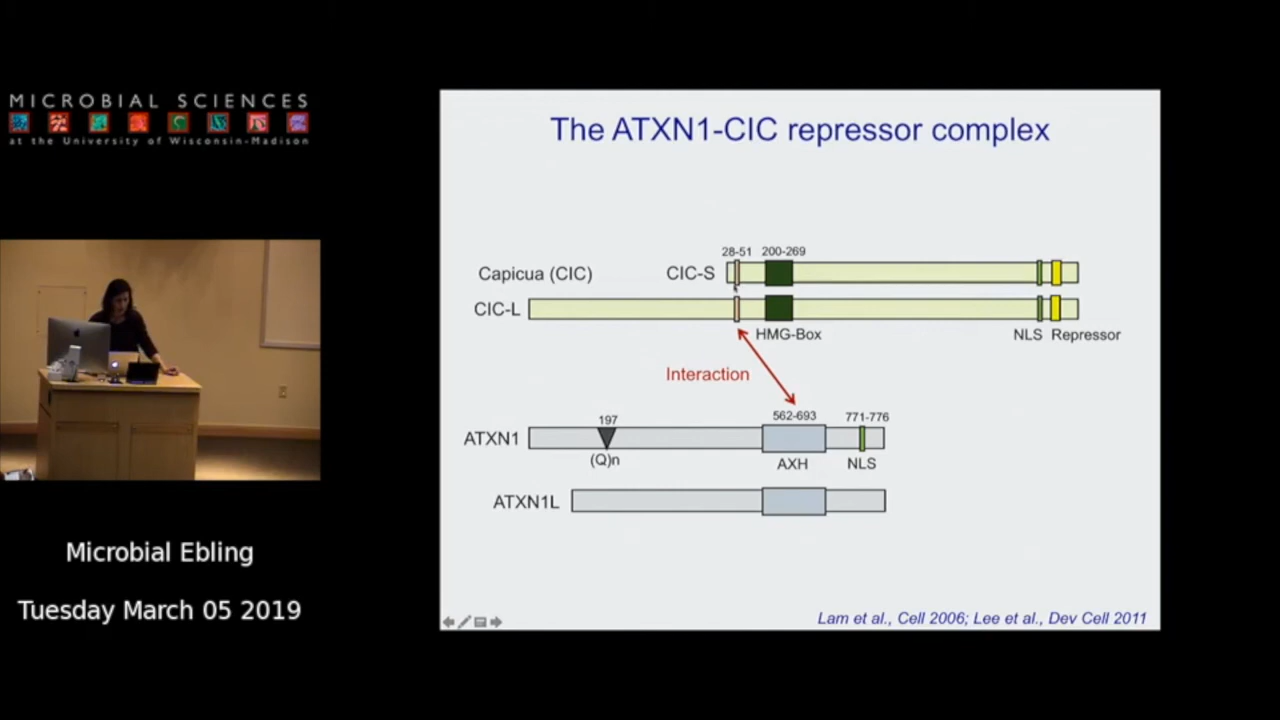 MICROBIAL SCIENCES
at the University of Wisconsin-Madison
Microbial Ebling
Tuesday March 05 2019
The ATXN1-CIC repressor complex
28-51 200-269
Capicua (CIC) CIC-S
CIC-L
HMG-Box NLS Repressor
Interaction
197 562-693 771-776
ATXN1
(Q)n AXH NLS
ATXN1L
Lam et al., Cell 2006; Lee et al., Dev Cell 2011